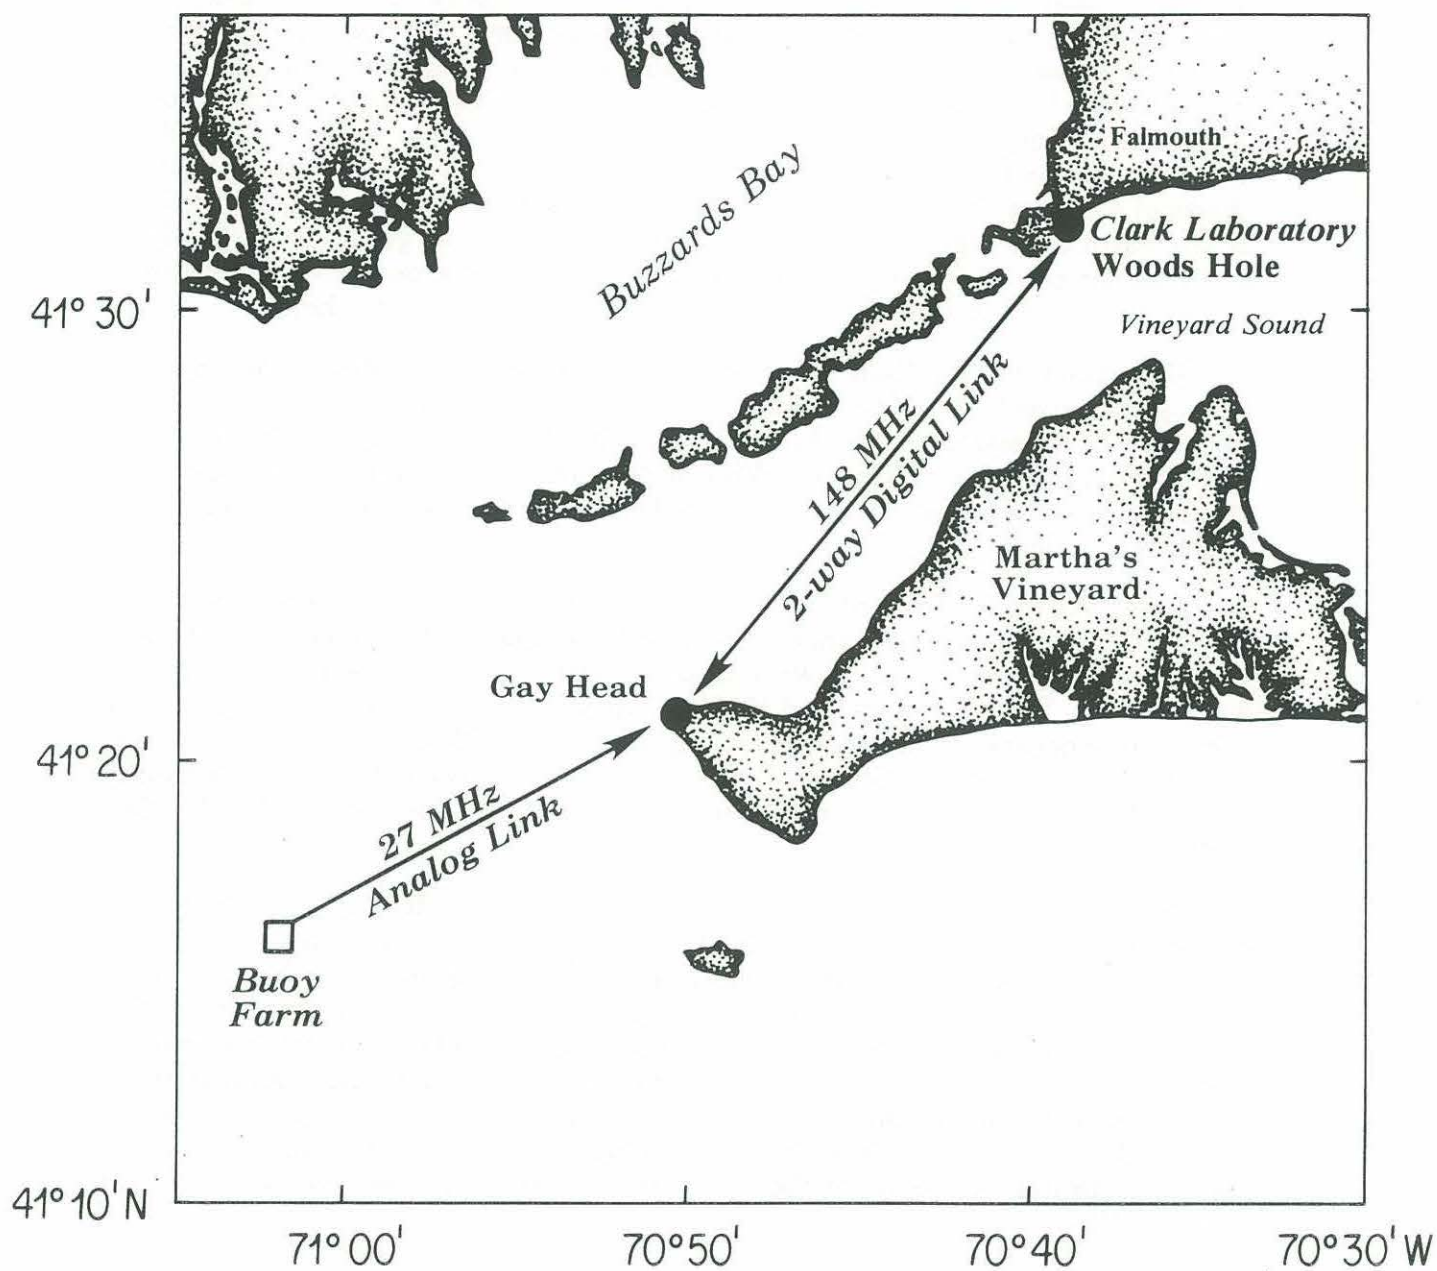 Falmouth
Buzzards Bay
Clark Laboratory
Woods Hole
41° 30'
Vineyard Sound
148 MHz
2-way Digital Link
Martha's
Vineyard
Gay Head
41° 20'
27 MHz
Analog Link
Buoy
Farm
41° 10' N
71° 00'
70° 50'
70° 40'
70° 30' W